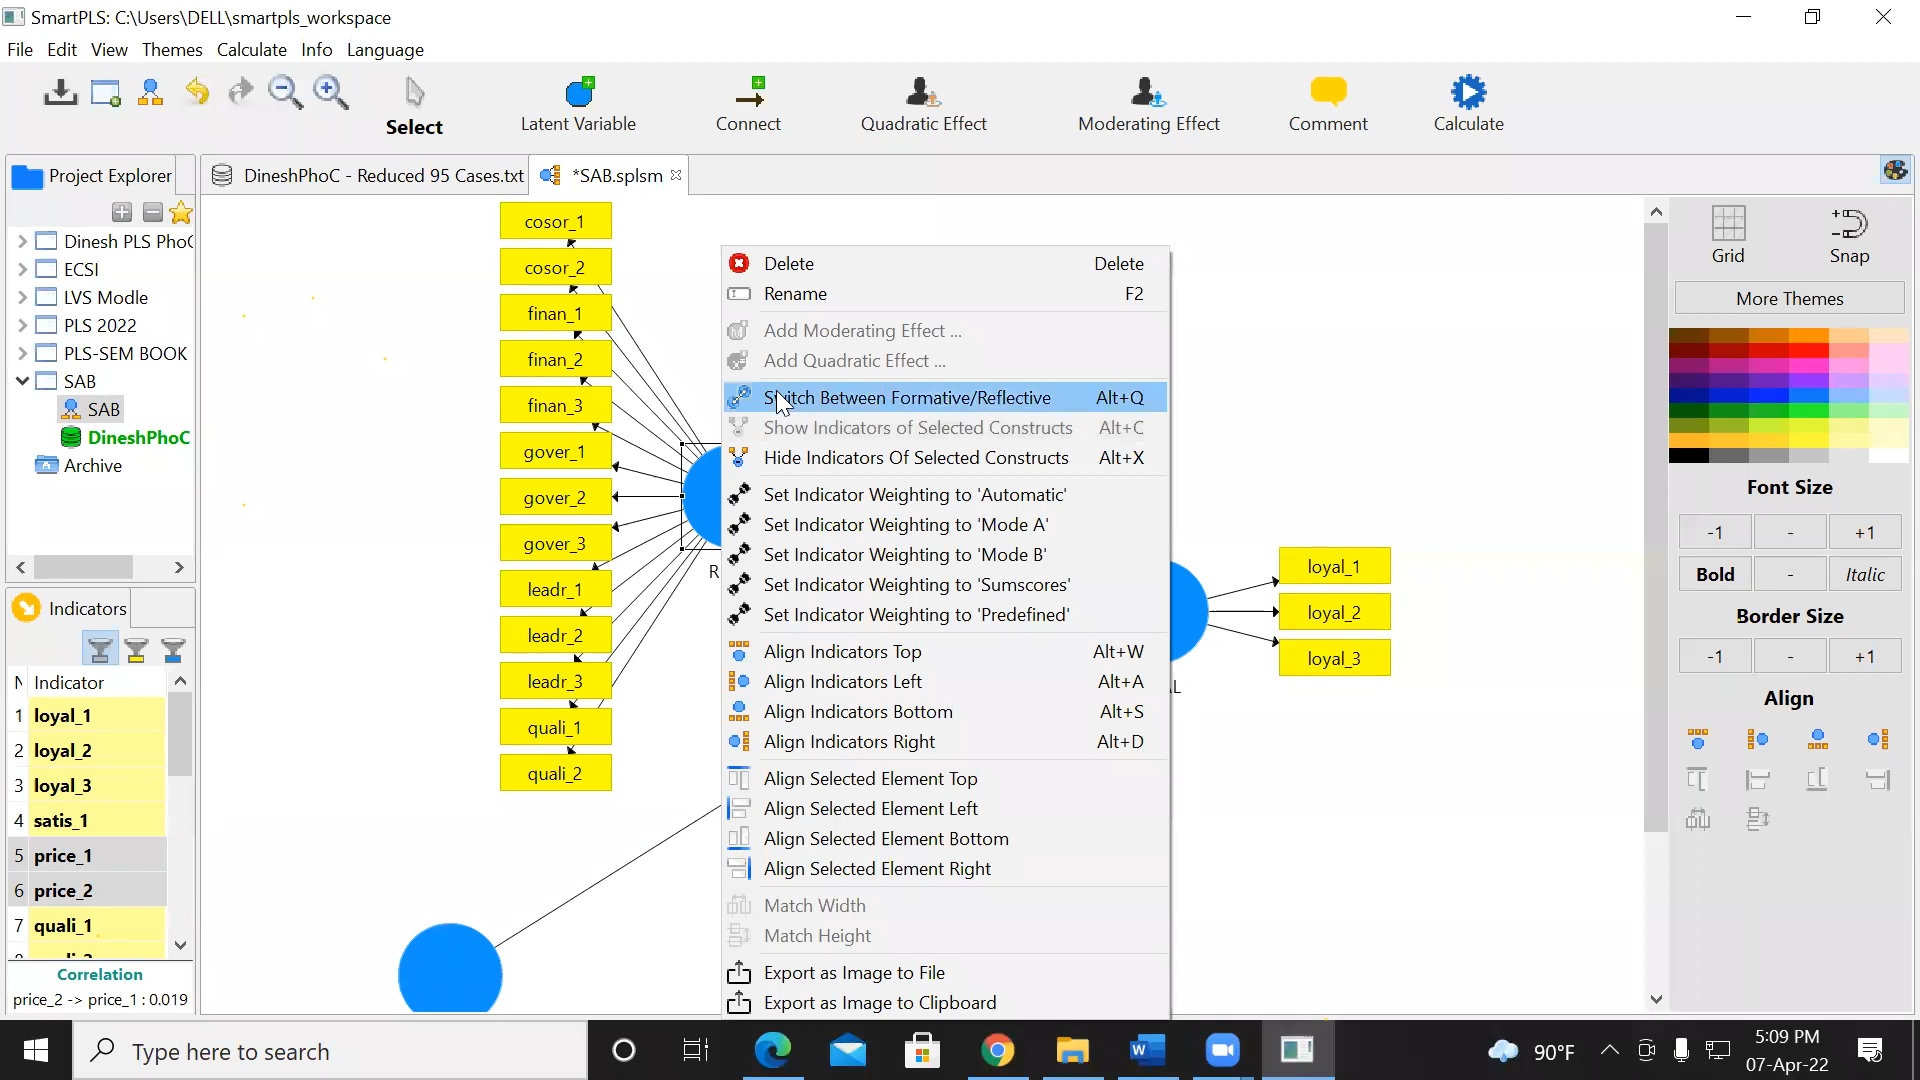 SmartPLS: C:\Users\DELL\smartpls_workspace
File Edit View Themes Calculate Info Language
Select
Latent Variable
Connect
Quadratic Effect
Moderating Effect
Comment
Calculate
Project Explorer
DineshPhoC - Reduced 95 Cases.txt
*SAB.splsm
Dinesh PLS Pho
ECSI
LVS Modle
PLS 2022
PLS-SEM BOOK
SAB
SAB
DineshPhoC
Archive
Indicators
N Indicator
1 loyal_1
2 loyal_2
3 loyal_3
4 satis_1
5 price_1
6 price_2
7 quali_1
Correlation
price_2 -> price_1 : 0.019
cosor_1
cosor_2
finan_1
finan_2
finan_3
gover_1
gover_2
gover_3
leadr_1
leadr_2
leadr_3
quali_1
quali_2
R
Delete Delete
Rename F2
Add Moderating Effect ...
Add Quadratic Effect ...
Switch Between Formative/Reflective Alt+Q
Show Indicators of Selected Constructs Alt+C
Hide Indicators Of Selected Constructs Alt+X
Set Indicator Weighting to 'Automatic'
Set Indicator Weighting to 'Mode A'
Set Indicator Weighting to 'Mode B'
Set Indicator Weighting to 'Sumscores'
Set Indicator Weighting to 'Predefined'
Align Indicators Top Alt+W
Align Indicators Left Alt+A
Align Indicators Bottom Alt+S
Align Indicators Right Alt+D
Align Selected Element Top
Align Selected Element Left
Align Selected Element Bottom
Align Selected Element Right
Match Width
Match Height
Export as Image to File
Export as Image to Clipboard
loyal_1
loyal_2
loyal_3
L
Grid
Snap
More Themes
Font Size
-1 - +1
Bold - Italic
Border Size
-1 - +1
Align
Type here to search
90°F
5:09 PM
07-Apr-22